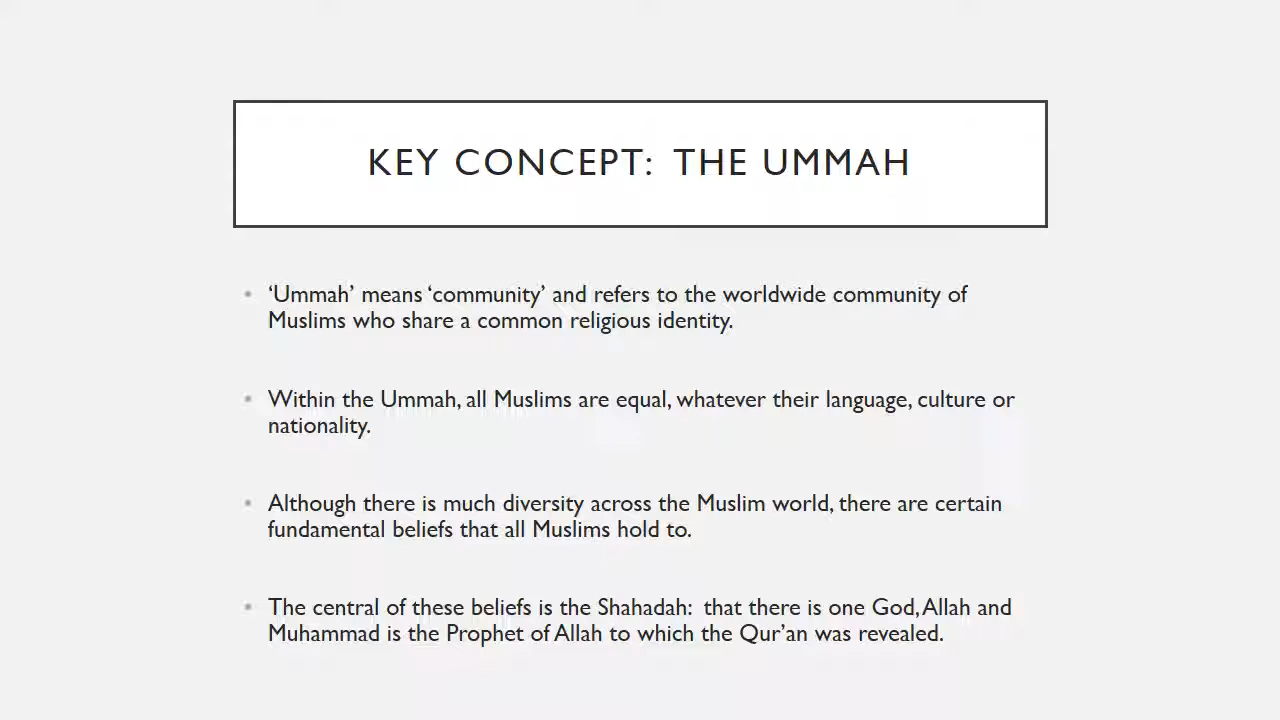 KEY CONCEPT: THE UMMAH
• ‘Ummah’ means ‘community’ and refers to the worldwide community of
Muslims who share a common religious identity.
• Within the Ummah, all Muslims are equal, whatever their language, culture or
nationality.
• Although there is much diversity across the Muslim world, there are certain
fundamental beliefs that all Muslims hold to.
• The central of these beliefs is the Shahadah: that there is one God, Allah and
Muhammad is the Prophet of Allah to which the Qur’an was revealed.